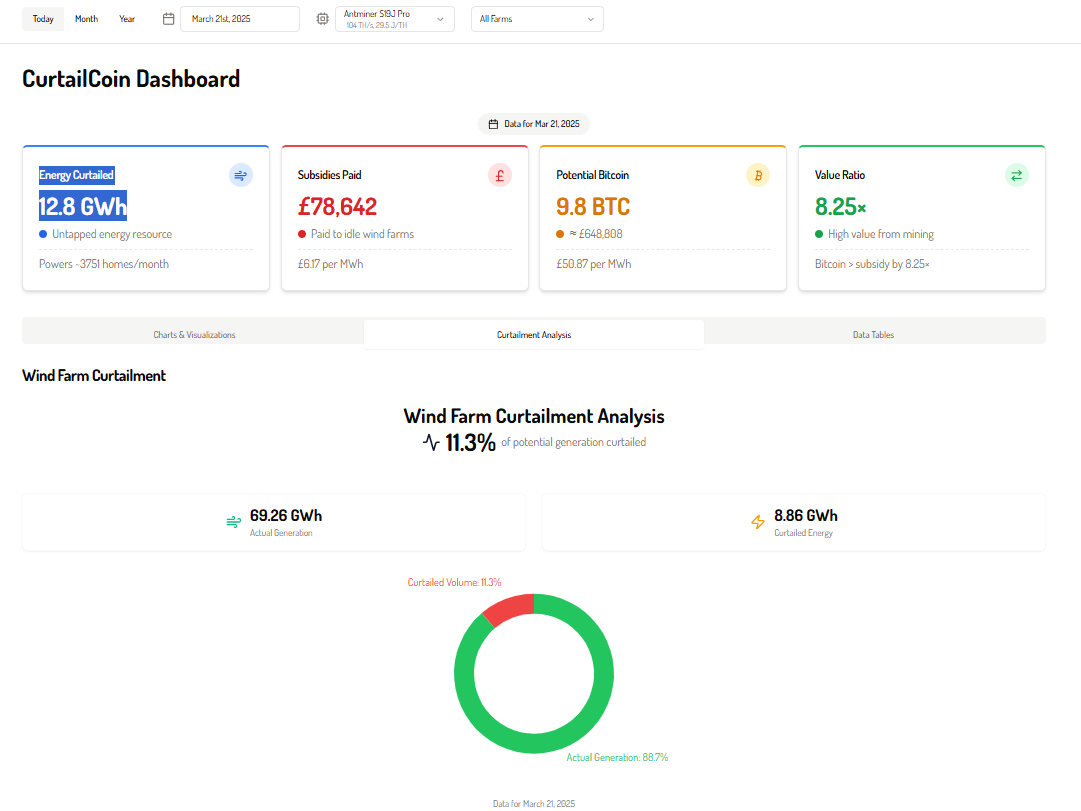 Today Month Year March 21st, 2025 Antminer S19J Pro All Farms
104 TH/s, 29.5 J/TH
CurtailCoin Dashboard
Data for Mar 21, 2025
Energy Curtailed
12.8 GWh
Untapped energy resource
Powers ~3751 homes/month
Subsidies Paid £
£78,642
Paid to idle wind farms
£6.17 per MWh
Potential Bitcoin ₿
9.8 BTC
≈ £648,808
£50.87 per MWh
Value Ratio
8.25×
High value from mining
Bitcoin > subsidy by 8.25×
Charts & Visualizations Curtailment Analysis Data Tables
Wind Farm Curtailment
Wind Farm Curtailment Analysis
11.3% of potential generation curtailed
69.26 GWh
Actual Generation
8.86 GWh
Curtailed Energy
Curtailed Volume: 11.3%
Actual Generation: 88.7%
Data for March 21, 2025